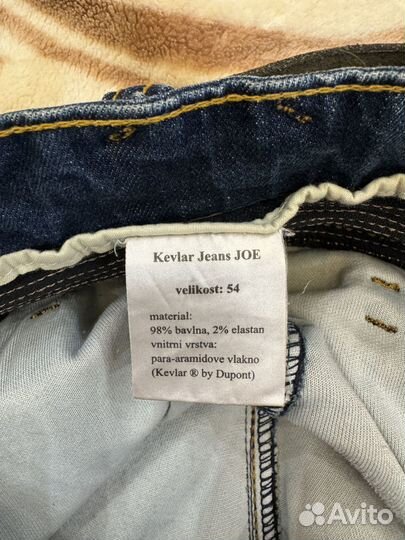 Kevlar Jeans JOE
velikost: 54
material:
98% bavlna, 2% elastan
vnitrni vrstva:
para-aramidove vlakno
(Kevlar ® by Dupont)
Avito